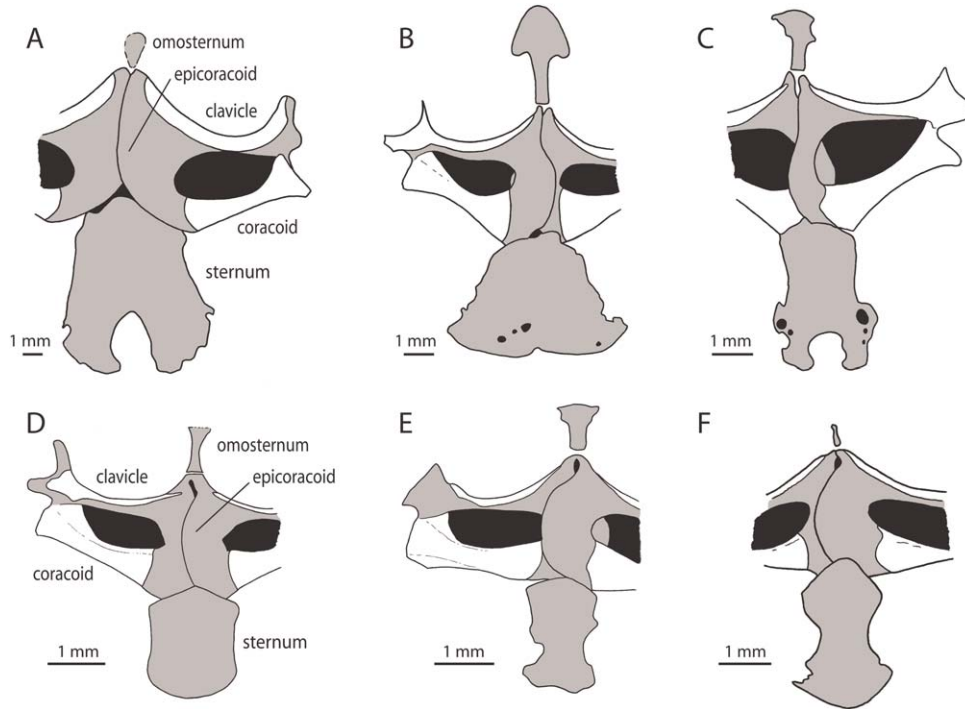 A
omosternum
epicoracoid
clavicle
coracoid
sternum
1 mm
B
1 mm
C
1 mm
D
omosternum
clavicle
epicoracoid
coracoid
sternum
1 mm
E
1 mm
F
1 mm